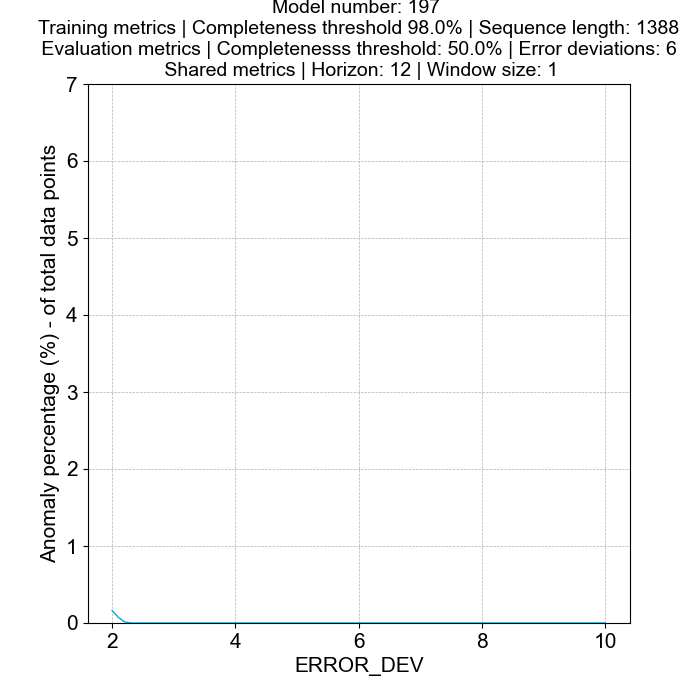 Model number: 197
Training metrics | Completeness threshold 98.0% | Sequence length: 1388
Evaluation metrics | Completenesss threshold: 50.0% | Error deviations: 6
Shared metrics | Horizon: 12 | Window size: 1
Anomaly percentage (%) - of total data points
7
6
5
4
3
2
1
0
2 4 6 8 10
ERROR_DEV